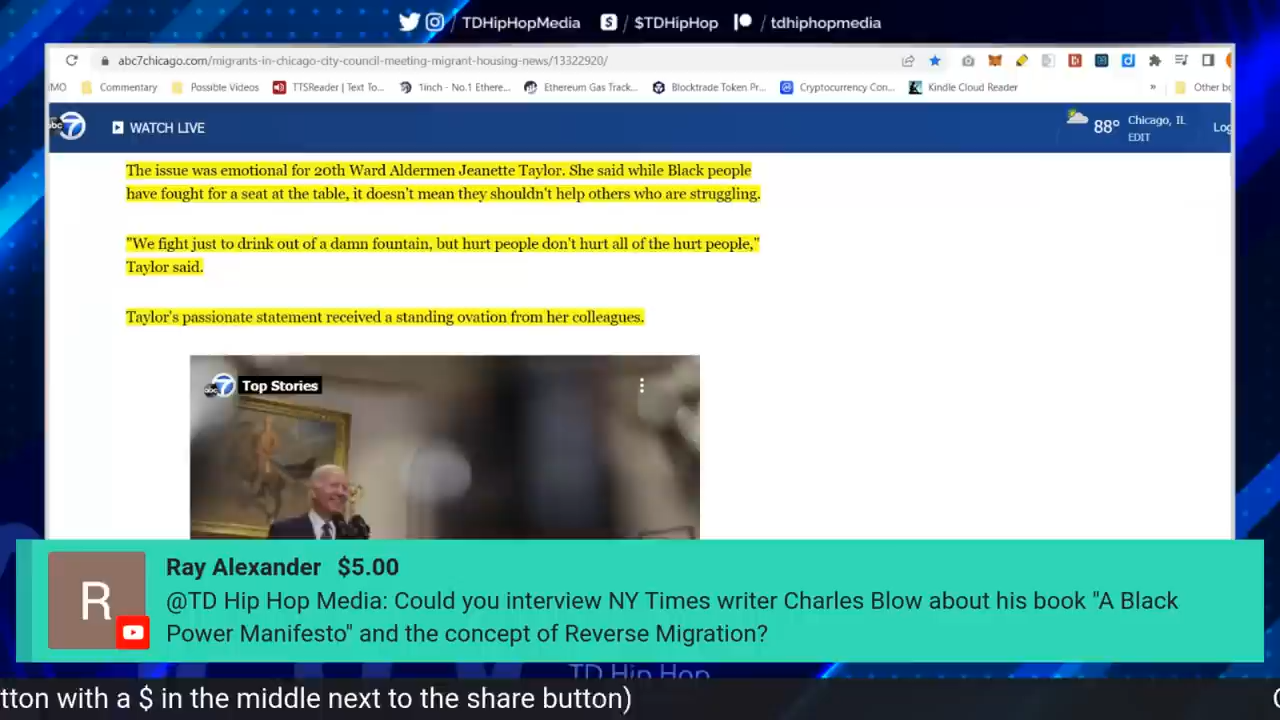 TDHipHopMedia $TDHipHop tdhiphopmedia
abc7chicago.com/migrants-in-chicago-city-council-meeting-migrant-housing-news/13322920/
Commentary Possible Videos TTSReader | Text To... 1inch - No.1 Ethere... Ethereum Gas Track... Blocktrade Token Pr... Cryptocurrency Con... Kindle Cloud Reader » Other bo
abc 7 WATCH LIVE 88° Chicago, IL
EDIT
Log
The issue was emotional for 20th Ward Aldermen Jeanette Taylor. She said while Black people
have fought for a seat at the table, it doesn't mean they shouldn't help others who are struggling.
"We fight just to drink out of a damn fountain, but hurt people don't hurt all of the hurt people,"
Taylor said.
Taylor's passionate statement received a standing ovation from her colleagues.
abc 7 Top Stories
R
Ray Alexander $5.00
@TD Hip Hop Media: Could you interview NY Times writer Charles Blow about his book "A Black
Power Manifesto" and the concept of Reverse Migration?
TD Hip Hop
tton with a $ in the middle next to the share button)